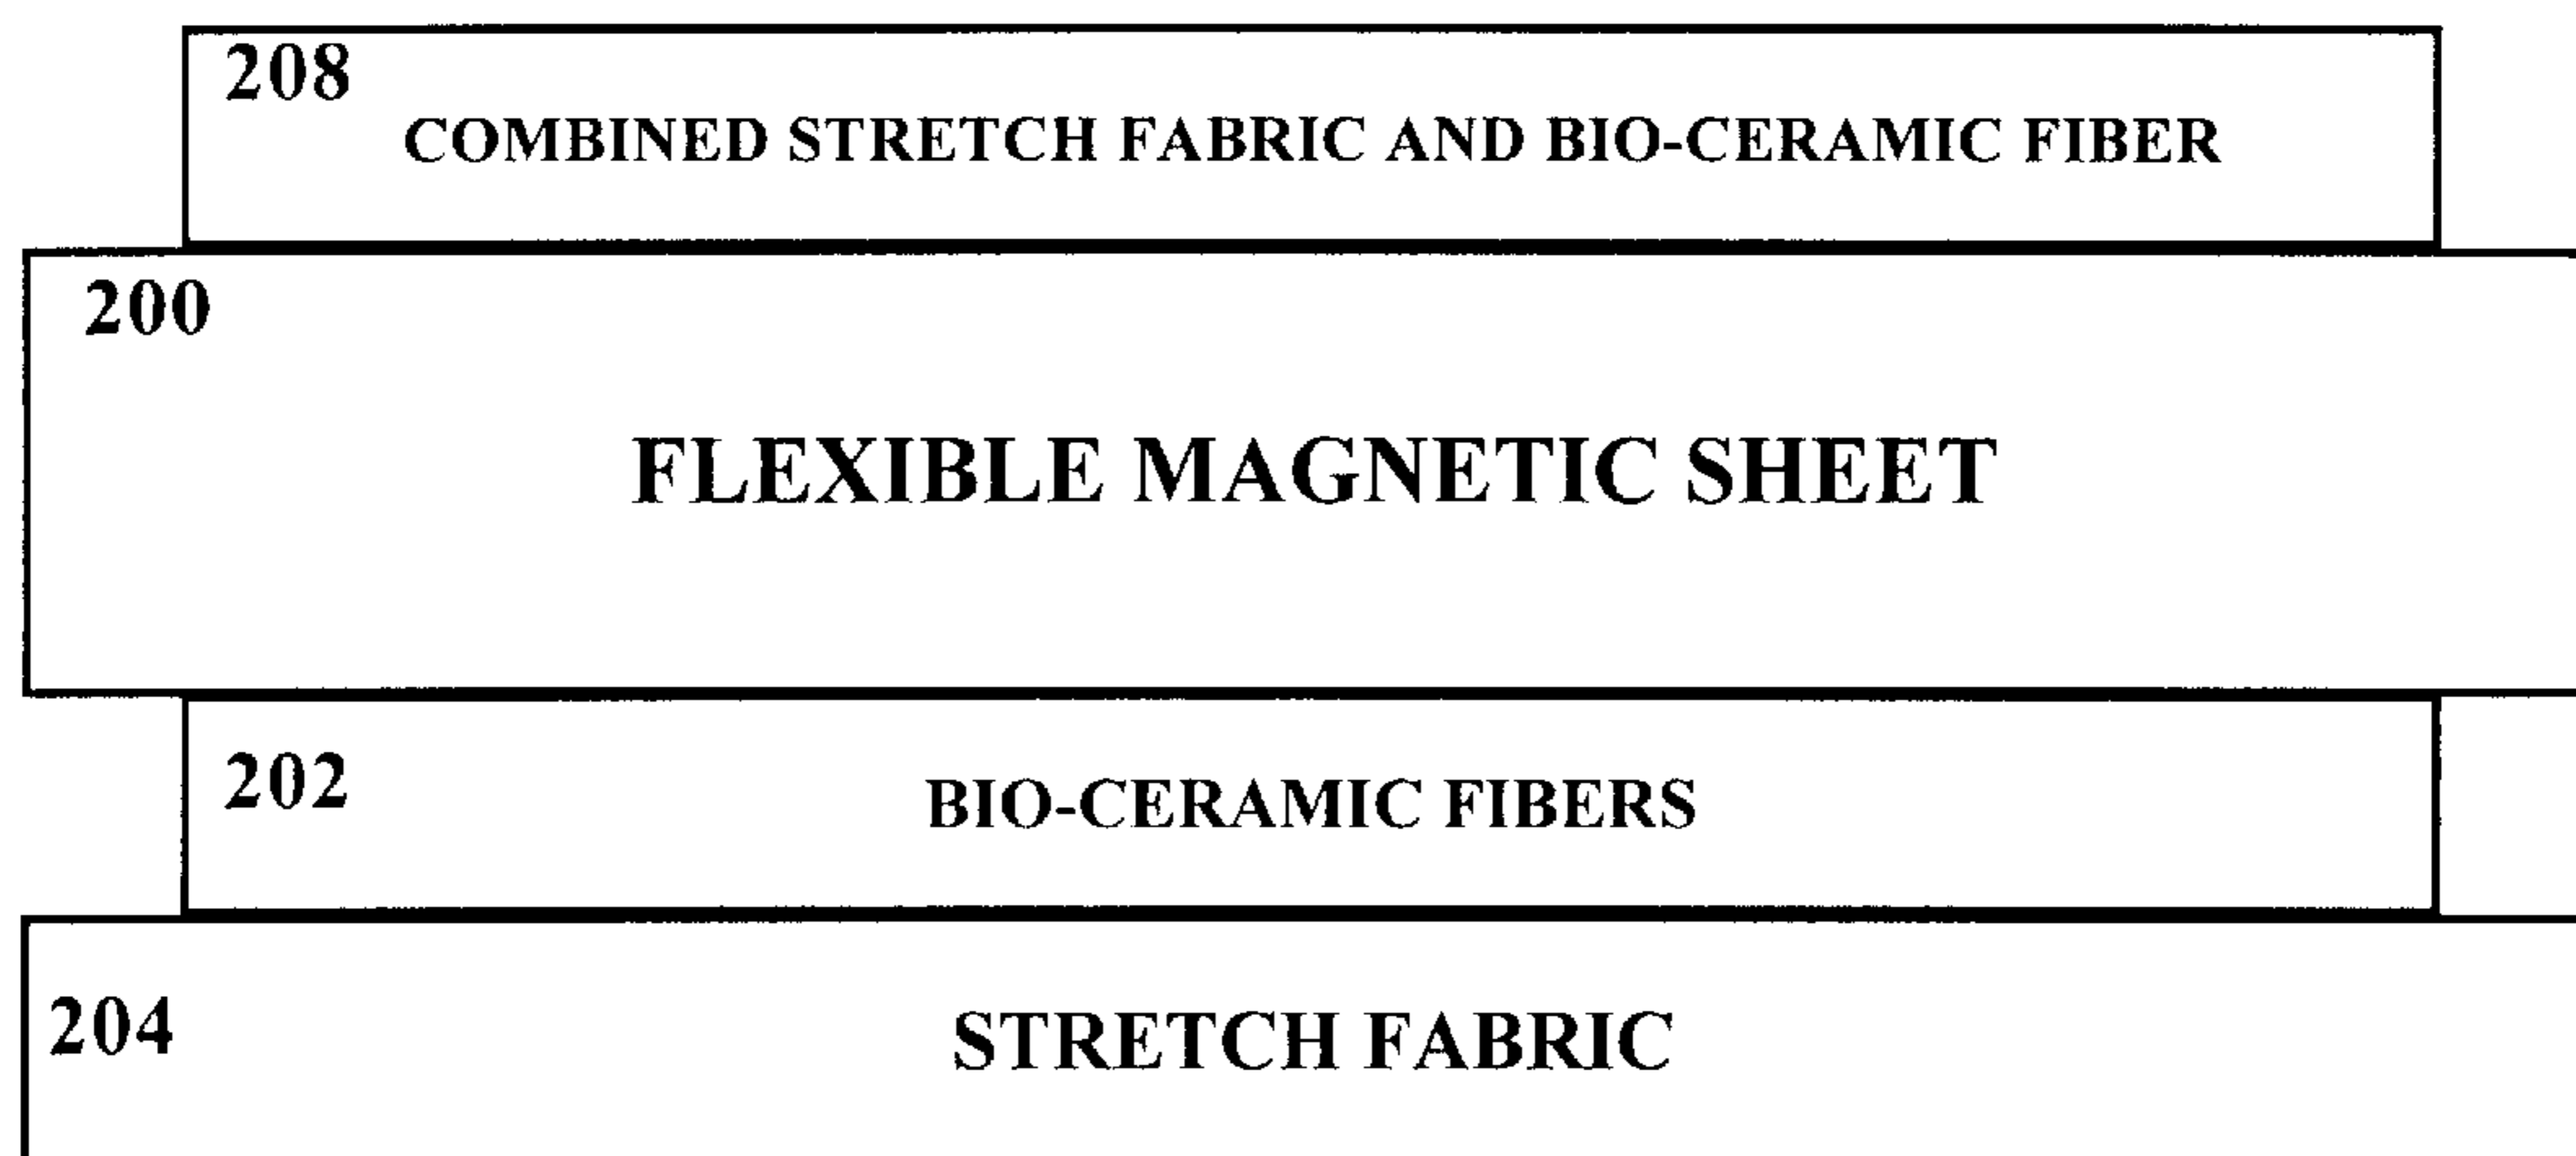 208
COMBINED STRETCH FABRIC AND BIO-CERAMIC FIBER
200
FLEXIBLE MAGNETIC SHEET
202
BIO-CERAMIC FIBERS
204
STRETCH FABRIC